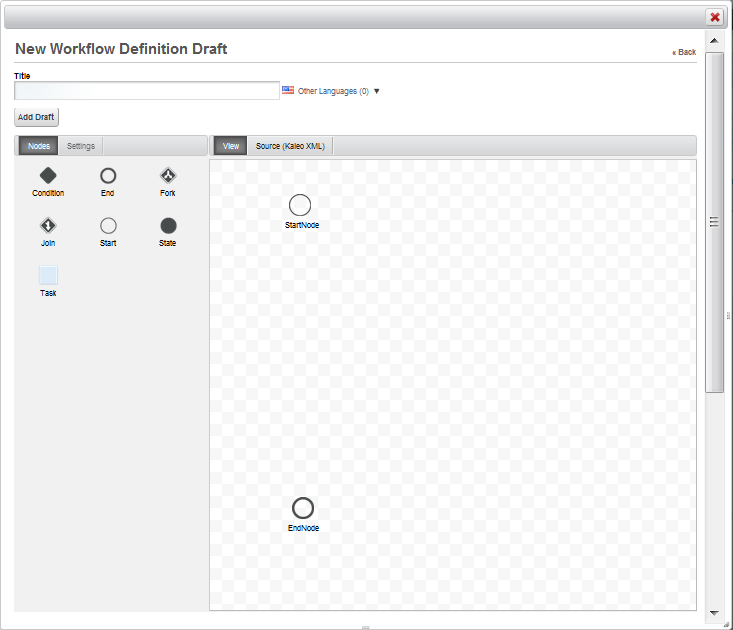 New Workflow Definition Draft
« Back
Title
Other Languages (0) ▼
Add Draft
Nodes Settings
View Source (Kaleo XML)
Condition End Fork
Join Start State
Task
StartNode
EndNode